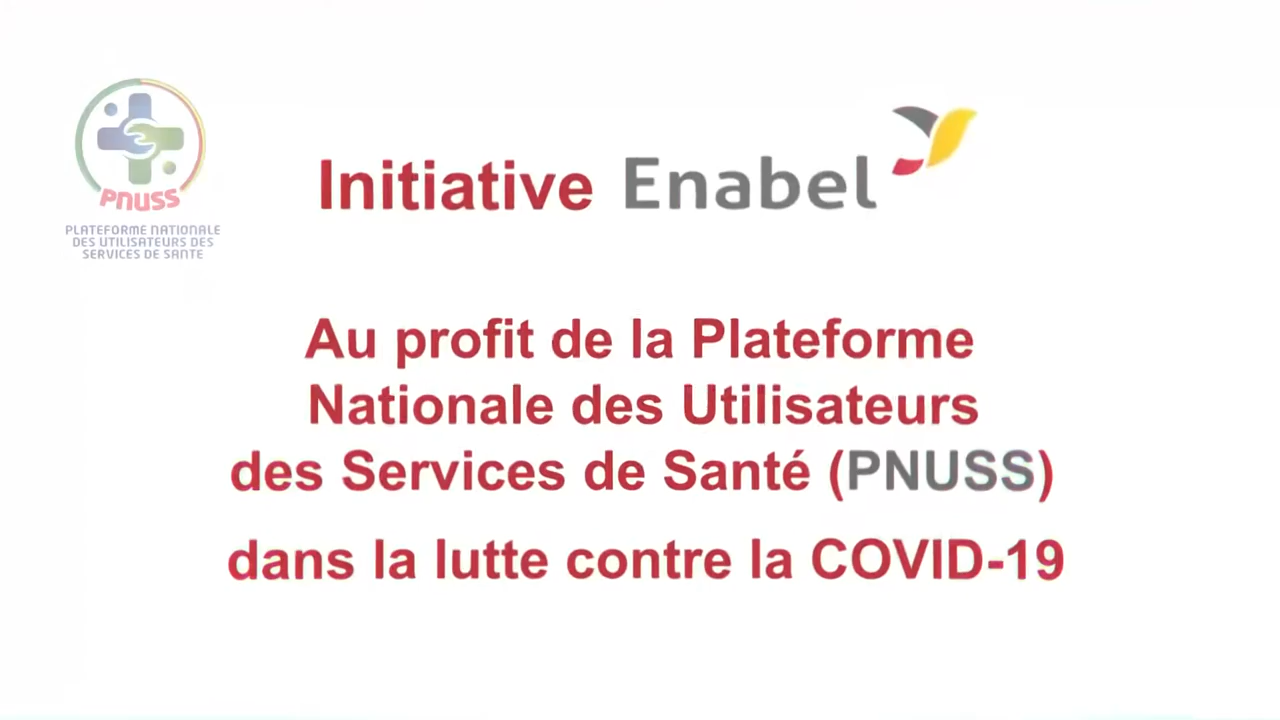 PNUSS
PLATEFORME NATIONALE
DES UTILISATEURS DES
SERVICES DE SANTE
Initiative Enabel
Au profit de la Plateforme
Nationale des Utilisateurs
des Services de Santé (PNUSS)
dans la lutte contre la COVID-19